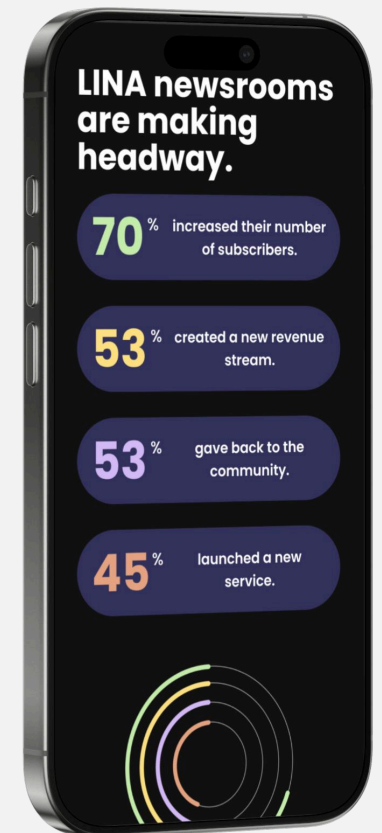 LINA newsrooms
are making
headway.
70% increased their number
of subscribers.
53% created a new revenue
stream.
53% gave back to the
community.
45% launched a new
service.